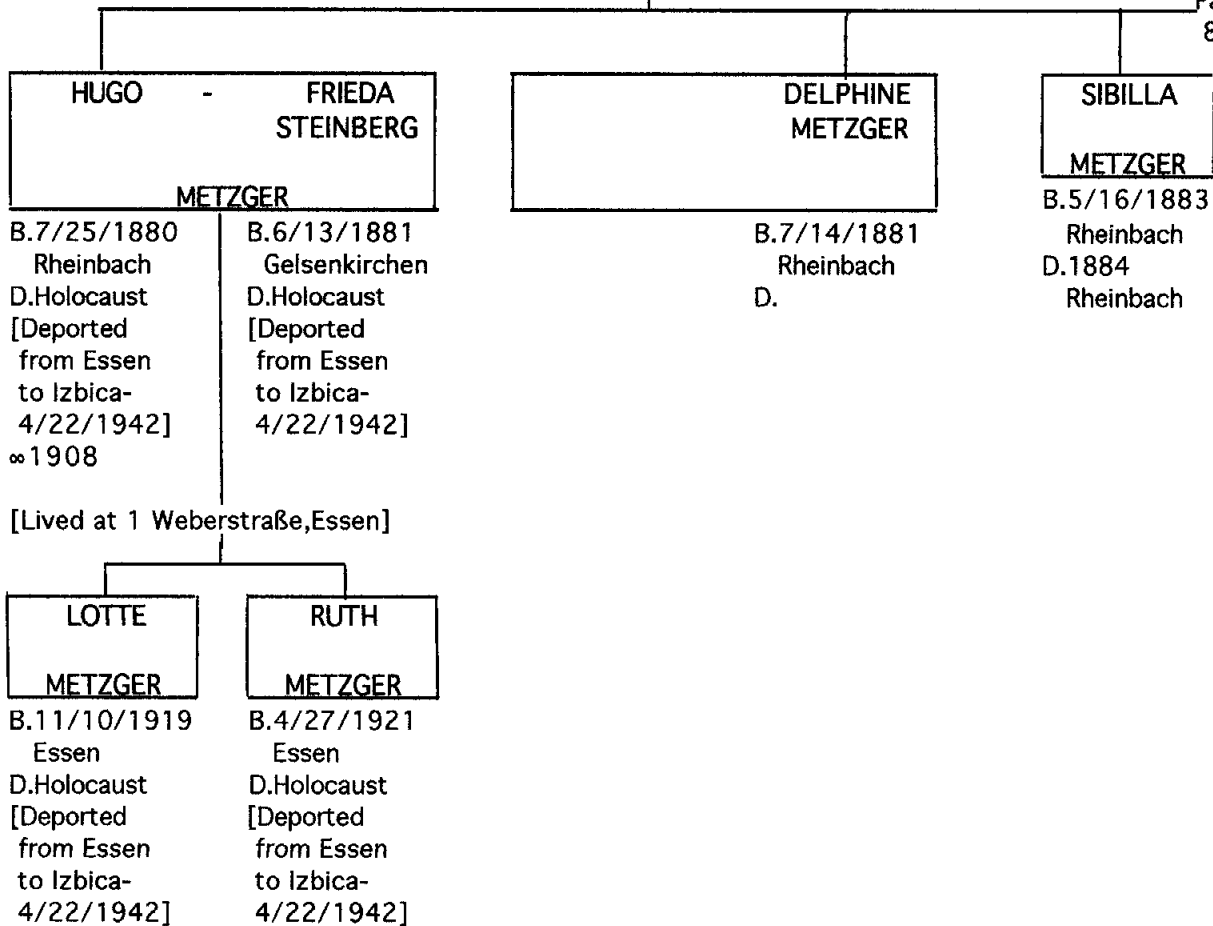 HUGO - FRIEDA
STEINBERG
METZGER
B.7/25/1880
Rheinbach
D.Holocaust
[Deported
from Essen
to Izbica-
4/22/1942]
∞1908
B.6/13/1881
Gelsenkirchen
D.Holocaust
[Deported
from Essen
to Izbica-
4/22/1942]
[Lived at 1 Weberstraße,Essen]
DELPHINE
METZGER
B.7/14/1881
Rheinbach
D.
SIBILLA
METZGER
B.5/16/1883
Rheinbach
D.1884
Rheinbach
8
LOTTE
METZGER
B.11/10/1919
Essen
D.Holocaust
[Deported
from Essen
to Izbica-
4/22/1942]
RUTH
METZGER
B.4/27/1921
Essen
D.Holocaust
[Deported
from Essen
to Izbica-
4/22/1942]